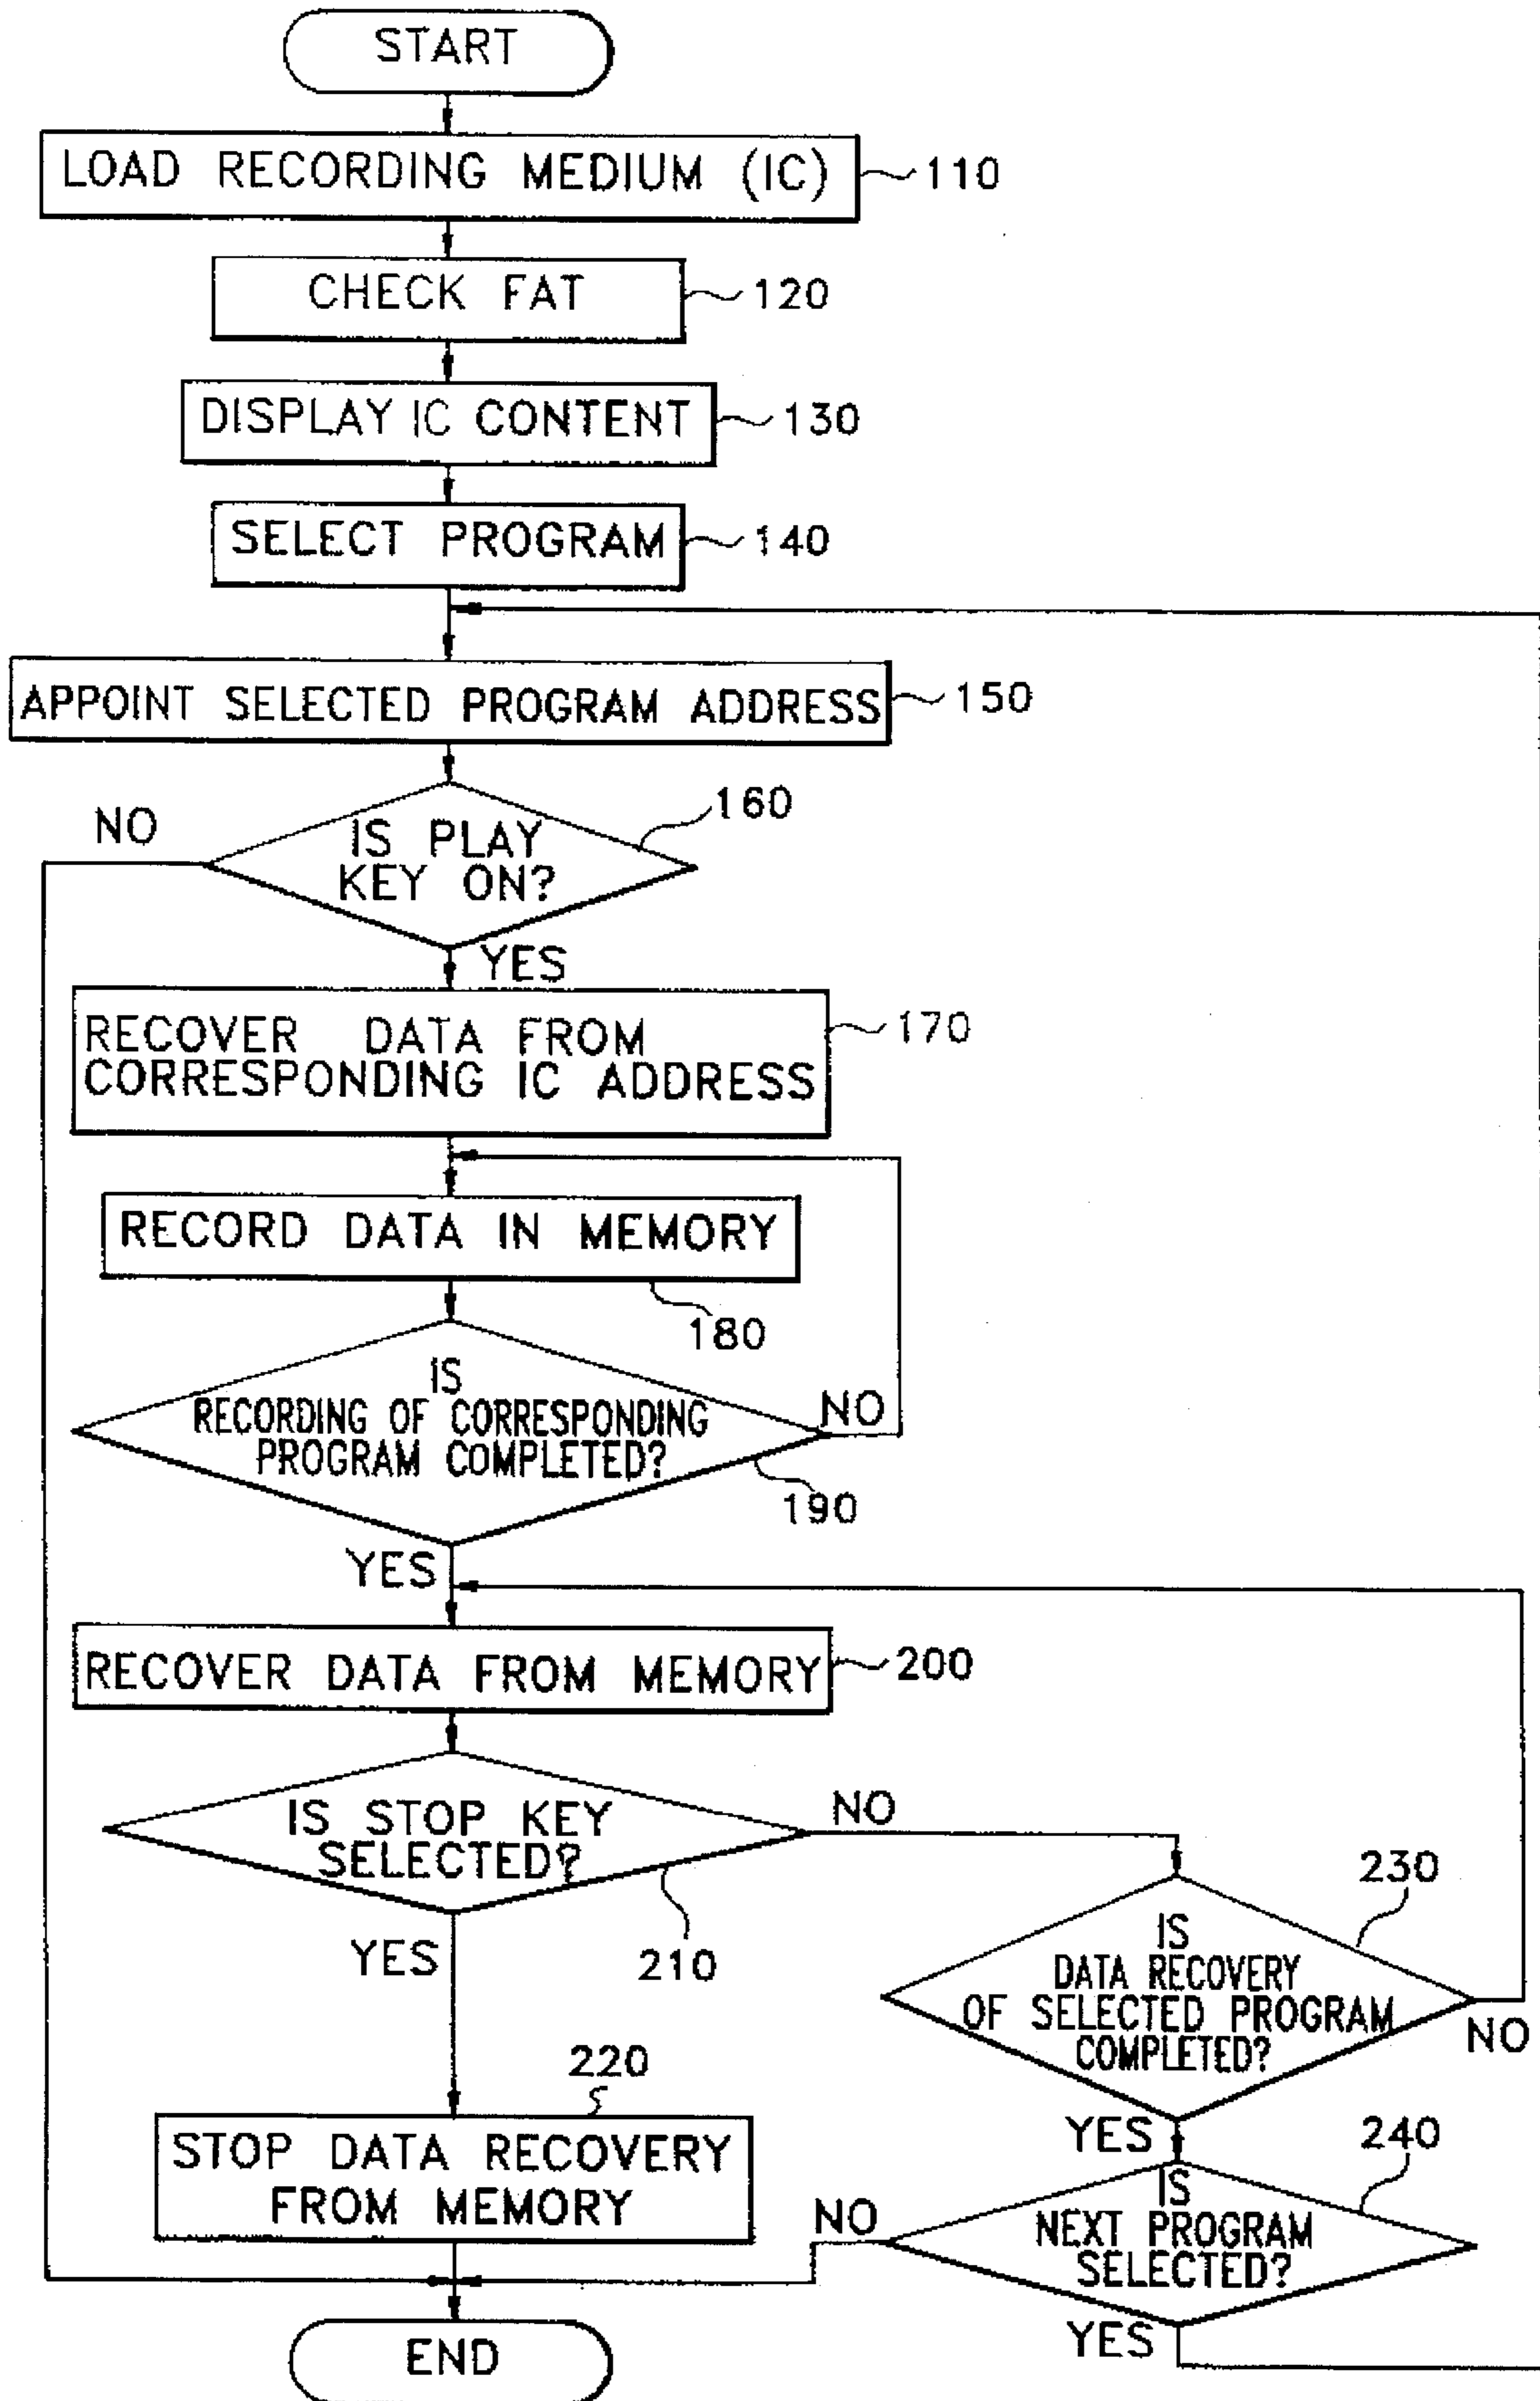 START
LOAD RECORDING MEDIUM (IC)
110
CHECK FAT
120
DISPLAY IC CONTENT
130
SELECT PROGRAM
140
APPOINT SELECTED PROGRAM ADDRESS
150
160
NO
IS PLAY
KEY ON?
YES
RECOVER DATA FROM
CORRESPONDING IC ADDRESS
170
RECORD DATA IN MEMORY
180
IS
RECORDING OF CORRESPONDING
PROGRAM COMPLETED?
NO
190
YES
RECOVER DATA FROM MEMORY
200
IS STOP KEY
SELECTED?
NO
210
YES
230
IS
DATA RECOVERY
OF SELECTED PROGRAM
COMPLETED?
NO
YES
220
STOP DATA RECOVERY
FROM MEMORY
240
IS
NEXT PROGRAM
SELECTED?
NO
YES
END